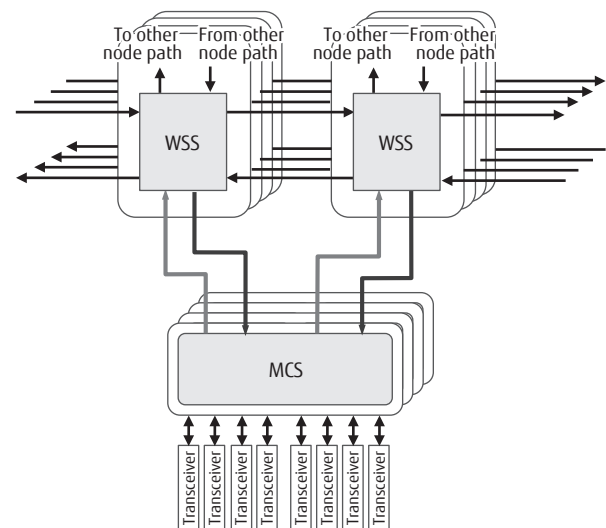 To other
node path
From other
node path
To other
node path
From other
node path
WSS
WSS
MCS
Transceiver
Transceiver
Transceiver
Transceiver
Transceiver
Transceiver
Transceiver
Transceiver